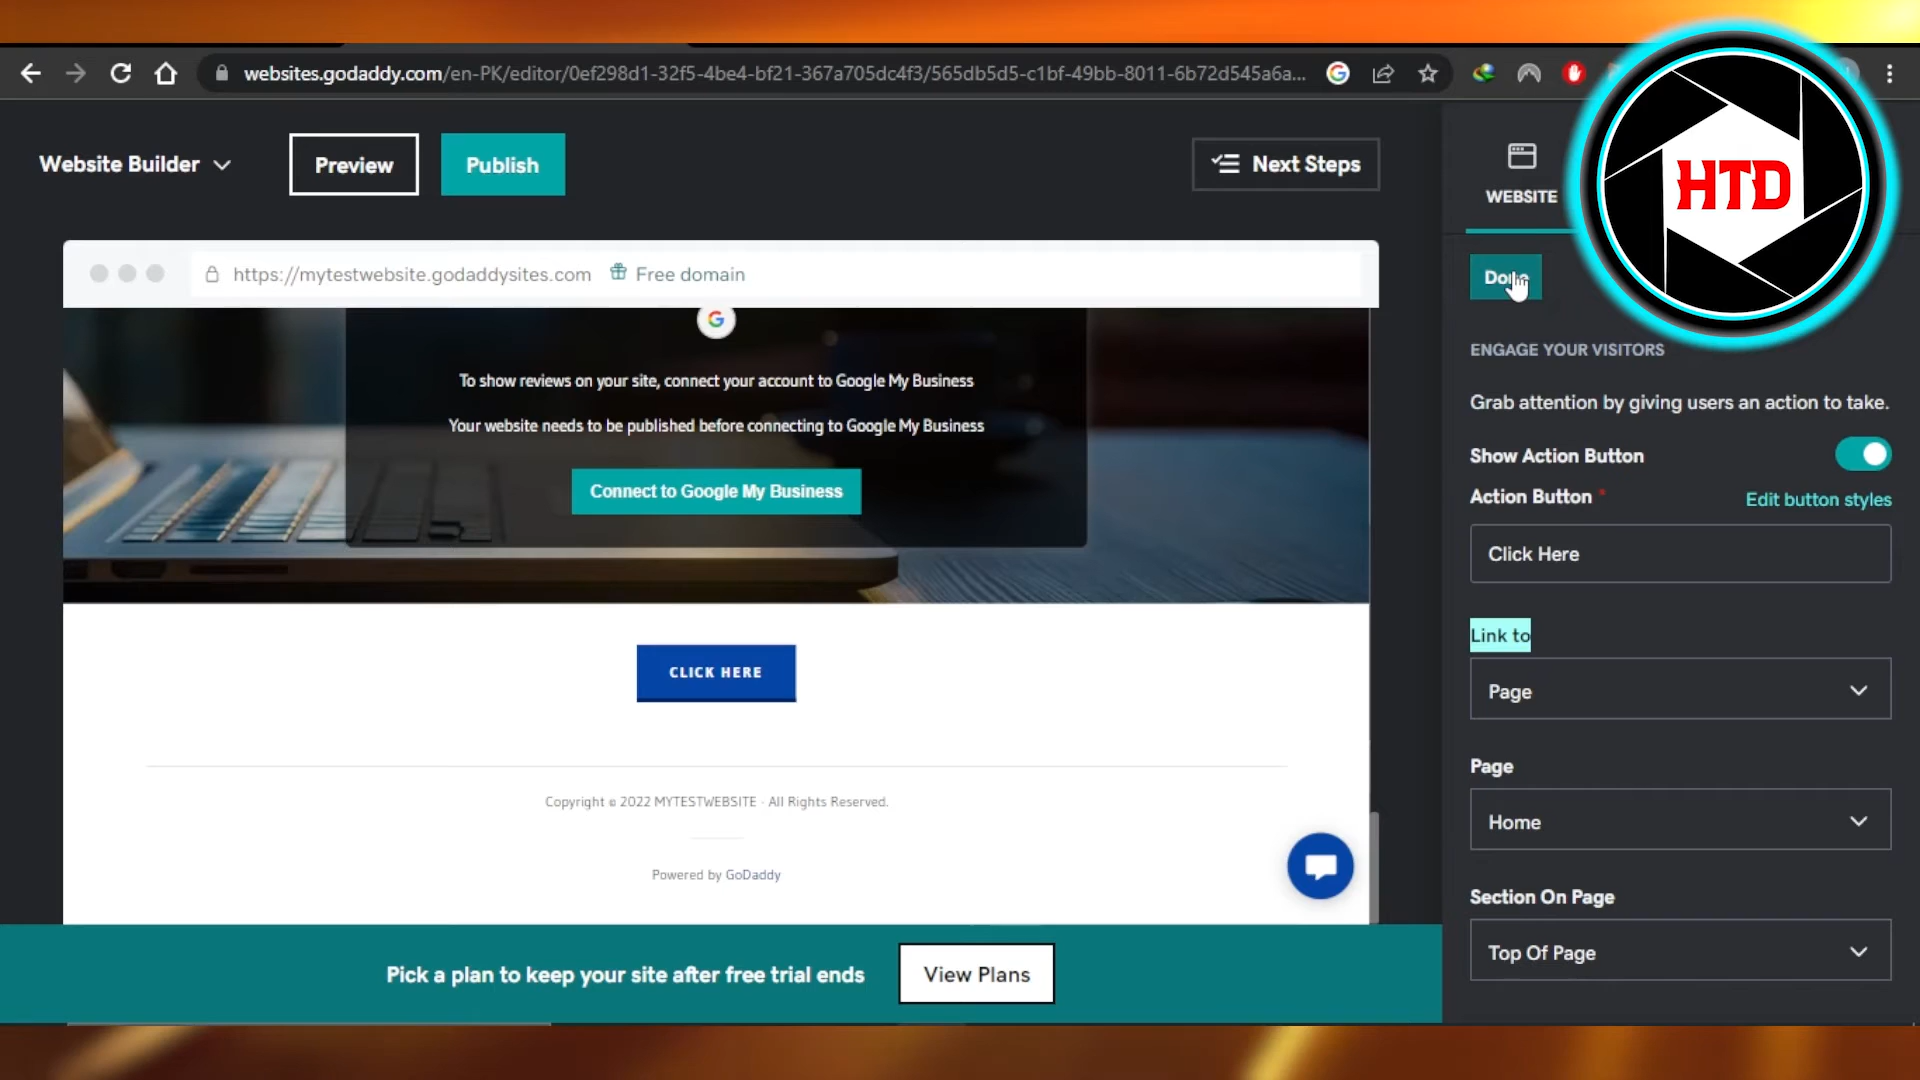 websites.godaddy.com/en-PK/editor/0ef298d1-32f5-4be4-bf21-367a705dc4f3/565db5d5-c1bf-49bb-8011-6b72d545a6a...
Website Builder
Preview
Publish
Next Steps
WEBSITE
HTD
https://mytestwebsite.godaddysites.com
Free domain
Done
ENGAGE YOUR VISITORS
Grab attention by giving users an action to take.
Show Action Button
Action Button *
Edit button styles
Click Here
Link to
Page
Page
Home
Section On Page
Top Of Page
G
To show reviews on your site, connect your account to Google My Business
Your website needs to be published before connecting to Google My Business
Connect to Google My Business
CLICK HERE
Copyright © 2022 MYTESTWEBSITE - All Rights Reserved.
Powered by GoDaddy
Pick a plan to keep your site after free trial ends
View Plans